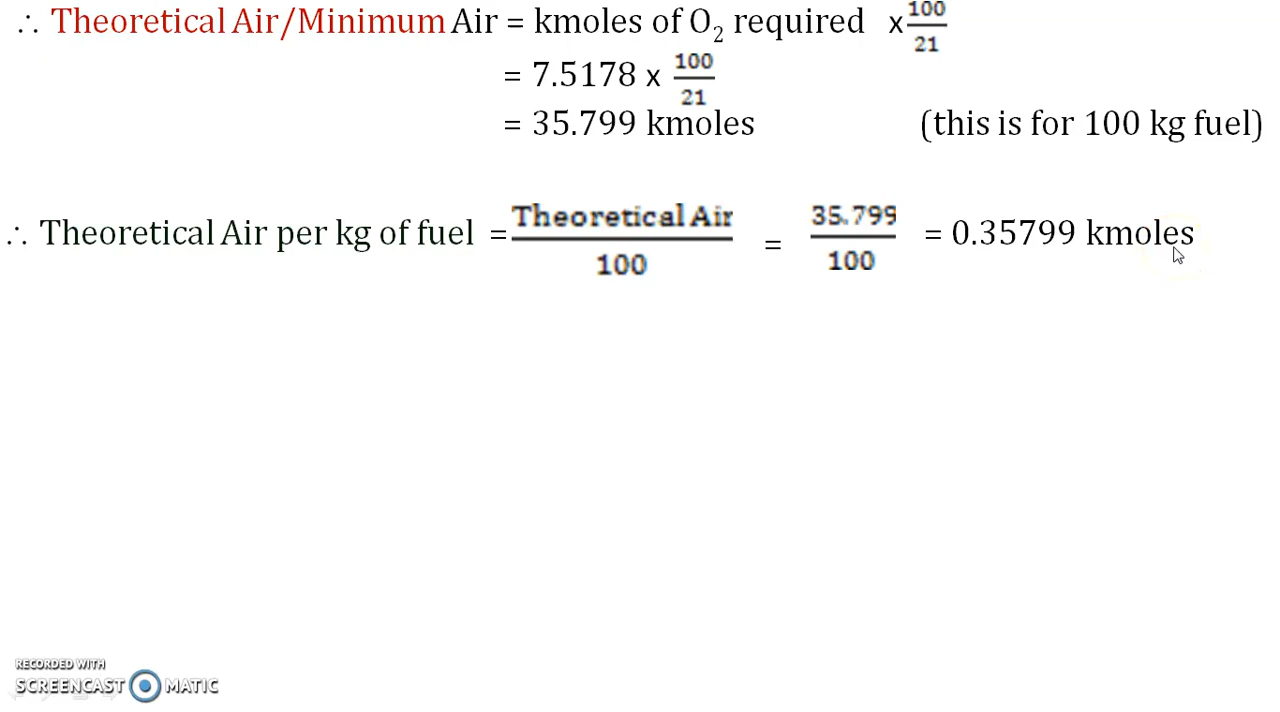 ∴ Theoretical Air/Minimum Air = kmoles of O₂ required x 100/21
= 7.5178 x 100/21
= 35.799 kmoles (this is for 100 kg fuel)
∴ Theoretical Air per kg of fuel = Theoretical Air/100 = 35.799/100 = 0.35799 kmoles
RECORDED WITH
SCREENCAST MATIC